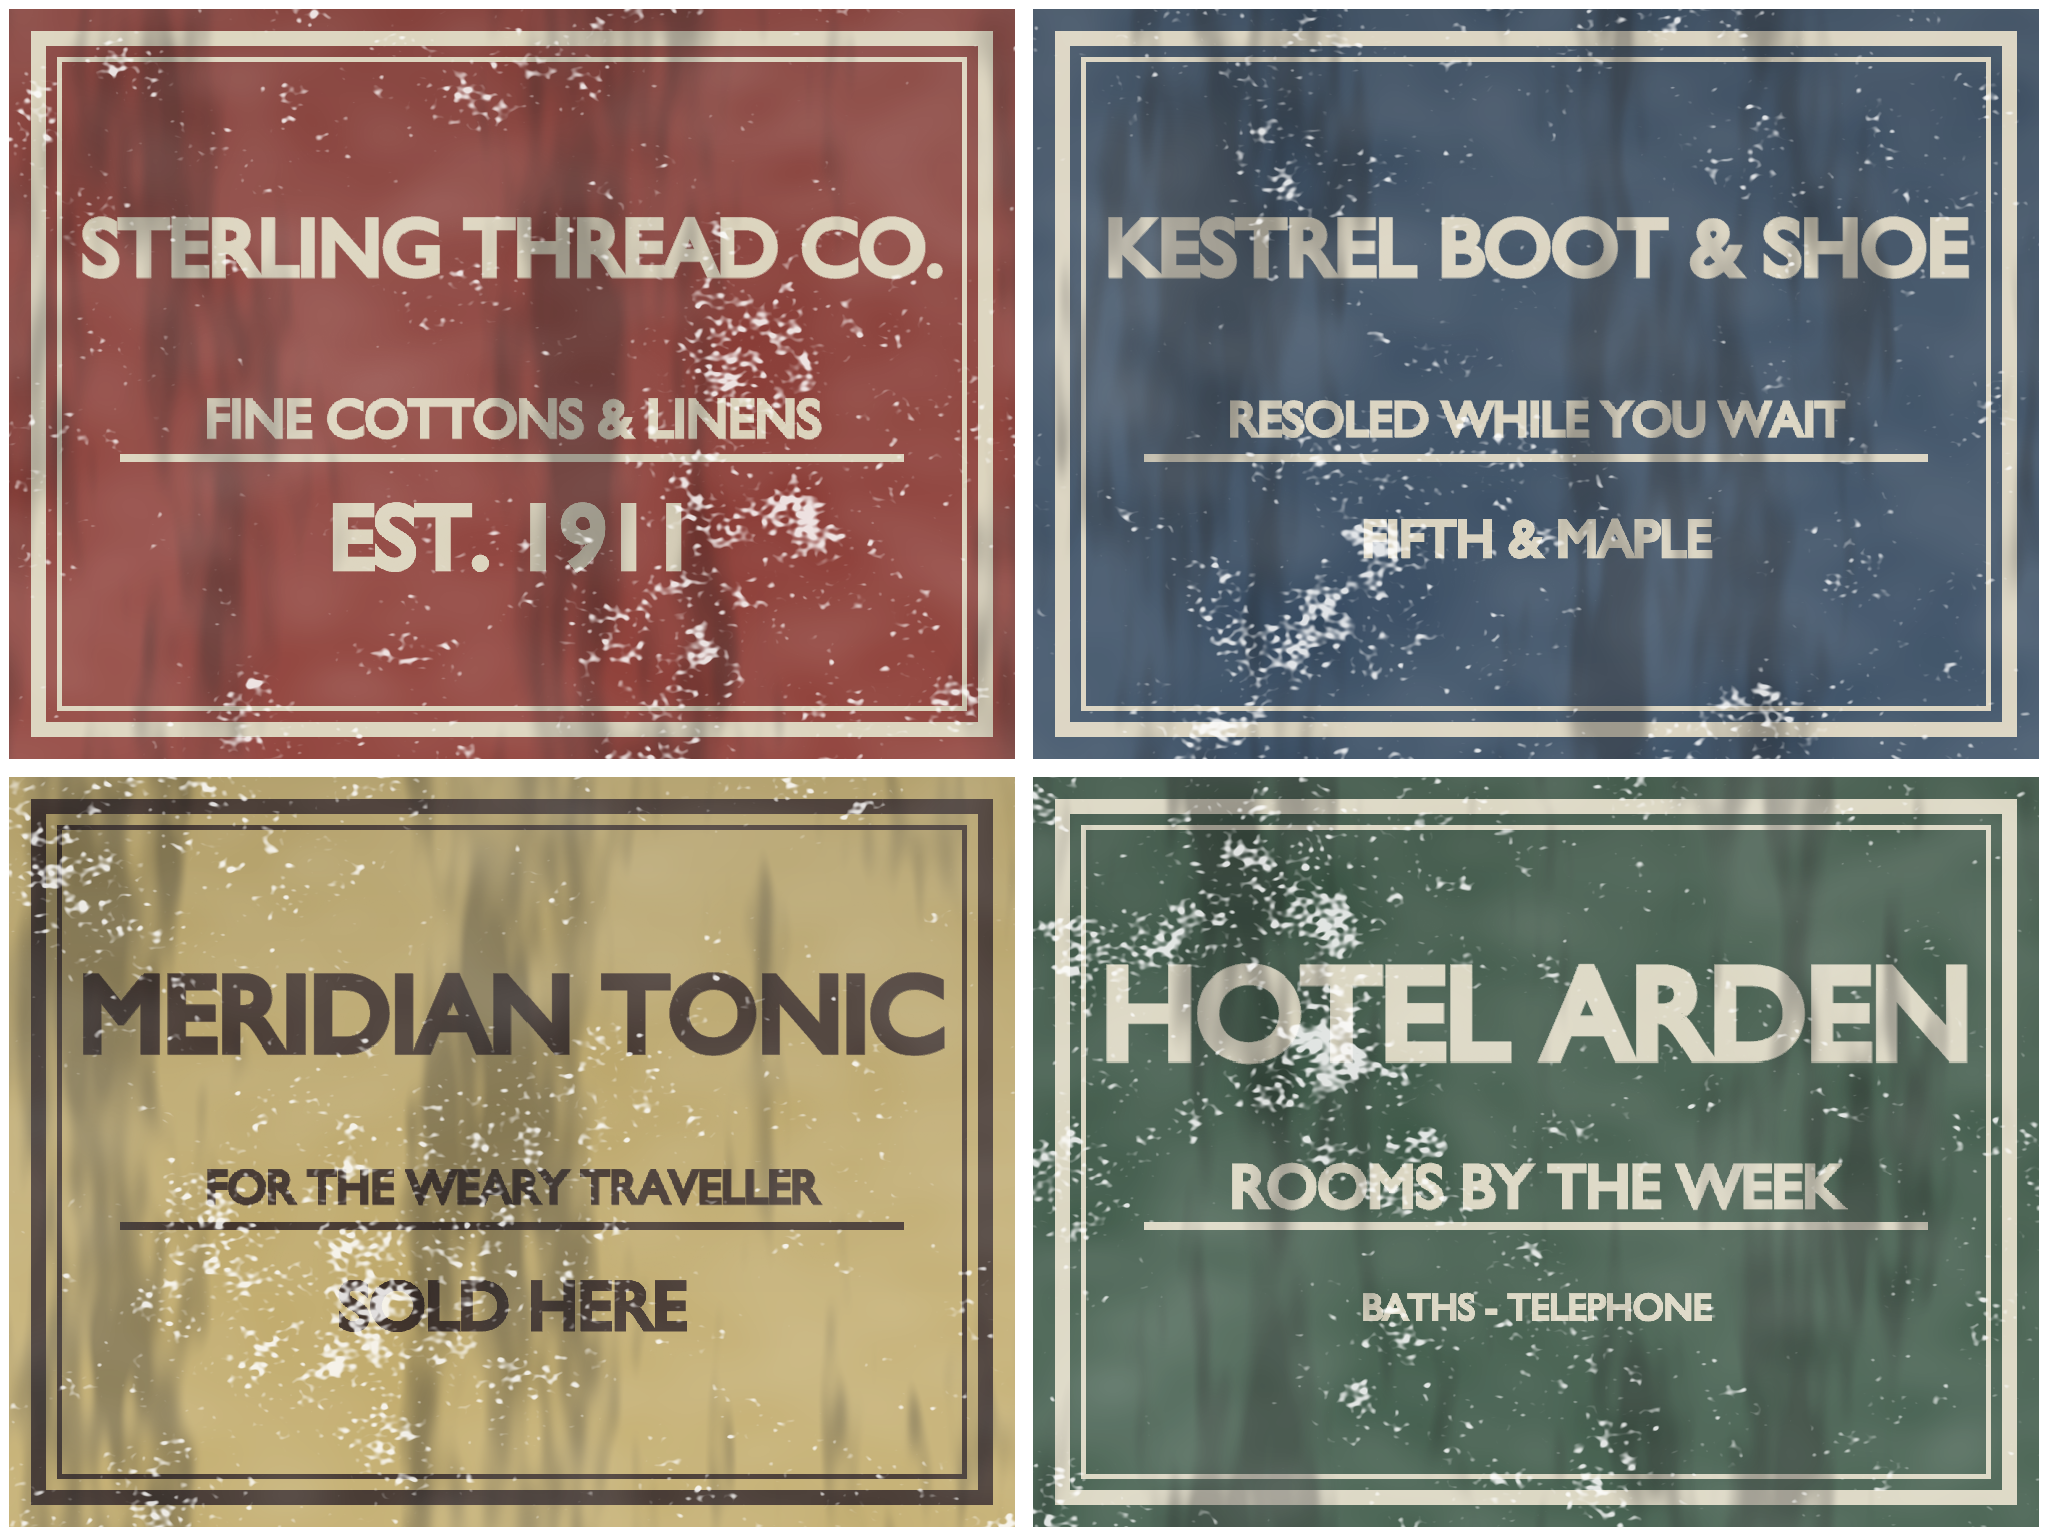 STERLING THREAD CO.
FINE COTTONS & LINENS
EST. 1911
KESTREL BOOT & SHOE
RESOLED WHILE YOU WAIT
FIFTH & MAPLE
MERIDIAN TONIC
FOR THE WEARY TRAVELLER
SOLD HERE
HOTEL ARDEN
ROOMS BY THE WEEK
BATHS - TELEPHONE